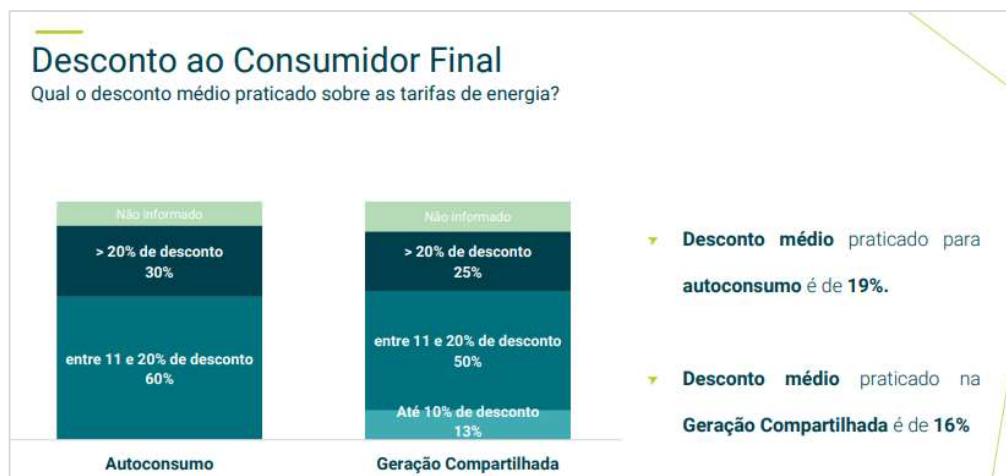 Desconto ao Consumidor Final
Qual o desconto médio praticado sobre as tarifas de energia?
Não informado
> 20% de desconto
30%
entre 11 e 20% de desconto
60%
Autoconsumo
Não informado
> 20% de desconto
25%
entre 11 e 20% de desconto
50%
Até 10% de desconto
13%
Geração Compartilhada
Desconto médio praticado para
autoconsumo é de 19%.
Desconto médio praticado na
Geração Compartilhada é de 16%